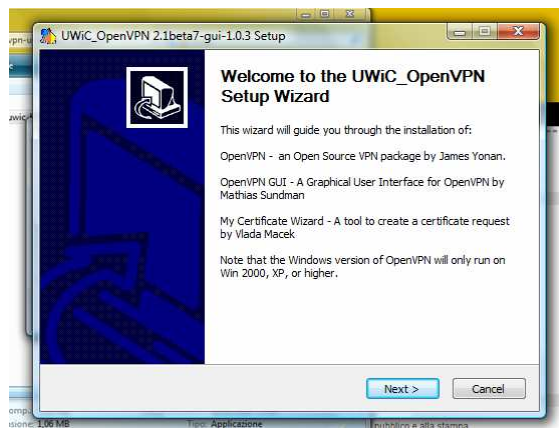 UWiC_OpenVPN 2.1beta7-gui-1.0.3 Setup
Welcome to the UWiC_OpenVPN
Setup Wizard
This wizard will guide you through the installation of:
OpenVPN - an Open Source VPN package by James Yonan.
OpenVPN GUI - A Graphical User Interface for OpenVPN by
Mathias Sundman
My Certificate Wizard - A tool to create a certificate request
by Vlada Macek
Note that the Windows version of OpenVPN will only run on
Win 2000, XP, or higher.
Next > Cancel
1,06 MB Tipo: Applicazione
pubblico e alla stampa